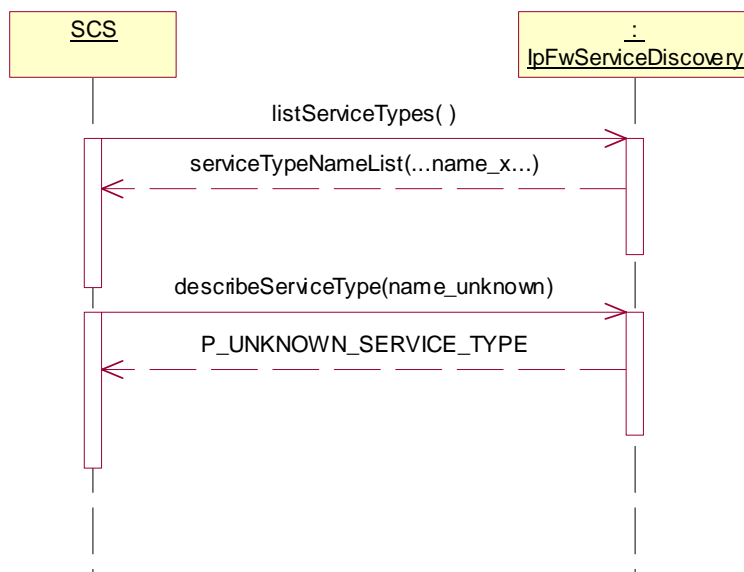 SCS
:
IpFwServiceDiscovery
listServiceTypes( )
serviceTypeNameList(...name_x...)
describeServiceType(name_unknown)
P_UNKNOWN_SERVICE_TYPE